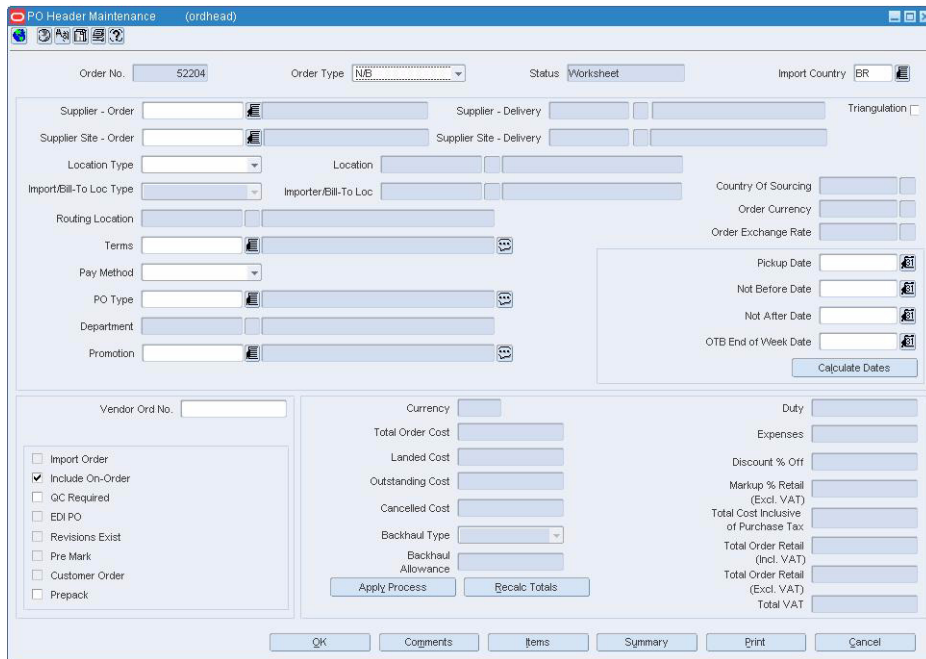 PO Header Maintenance (ordhead)
Order No. 52204 Order Type N/B Status Worksheet Import Country BR
Supplier - Order Supplier - Delivery Triangulation
Supplier Site - Order Supplier Site - Delivery
Location Type Location
Import/Bill-To Loc Type Importer/Bill-To Loc Country Of Sourcing
Routing Location Order Currency
Order Exchange Rate
Terms
Pickup Date
Pay Method
Not Before Date
PO Type
Not After Date
Department
OTB End of Week Date
Promotion
Calculate Dates
Vendor Ord No.
Import Order
Include On-Order
QC Required
EDI PO
Revisions Exist
Pre Mark
Customer Order
Prepack
Currency
Total Order Cost
Landed Cost
Outstanding Cost
Cancelled Cost
Backhaul Type
Backhaul
Allowance
Apply Process Recalc Totals
Duty
Expenses
Discount % Off
Markup % Retail
(Excl. VAT)
Total Cost Inclusive
of Purchase Tax
Total Order Retail
(Incl. VAT)
Total Order Retail
(Excl. VAT)
Total VAT
OK Comments Items Summary Print Cancel